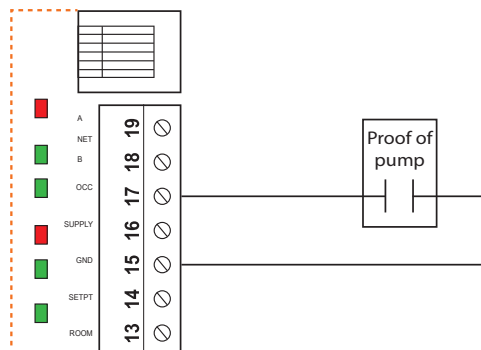 A
NET
B
OCC
SUPPLY
GND
SETPT
ROOM
19
18
17
16
15
14
13
Proof of
pump